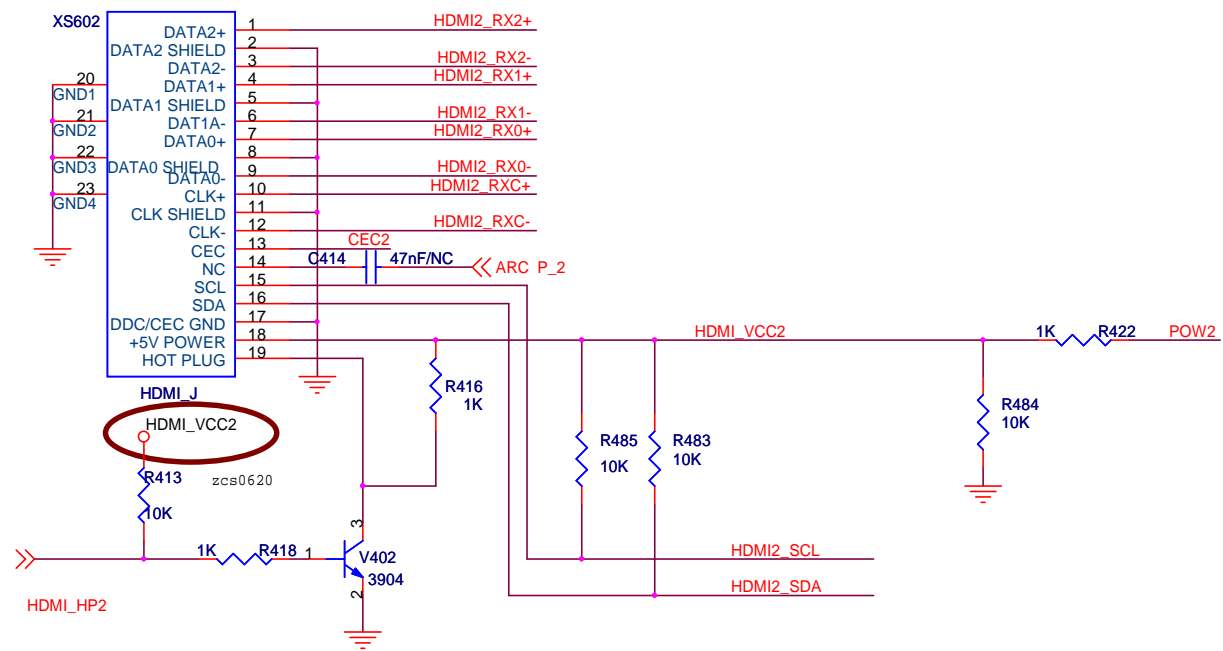 XS602
DATA2+ 1 HDMI2_RX2+
DATA2 SHIELD 2
DATA2- 3 HDMI2_RX2-
20 DATA1+ 4 HDMI2_RX1+
GND1
DATA1 SHIELD 5
21 DAT1A- 6 HDMI2_RX1-
GND2
DATA0+ 7 HDMI2_RX0+
22 8
GND3 DATA0 SHIELD
DATA0- 9 HDMI2_RX0-
23 CLK+ 10 HDMI2_RXC+
GND4
CLK SHIELD 11
CLK- 12 HDMI2_RXC-
CEC 13 CEC2
NC 14 C414 47nF/NC ARC P_2
SCL 15
SDA 16
DDC/CEC GND 17
+5V POWER 18 HDMI_VCC2 1K R422 POW2
HOT PLUG 19
HDMI_J
R416
1K
R484
10K
HDMI_VCC2
R485
10K
R483
10K
R413
zcs0620
10K
3
1K R418 1 V402
3904
2
HDMI2_SCL
HDMI2_SDA
HDMI_HP2